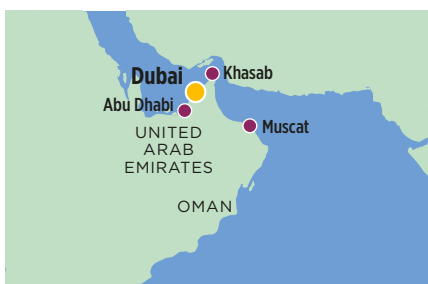 Dubai
Khasab
Abu Dhabi
UNITED
ARAB
EMIRATES
Muscat
OMAN